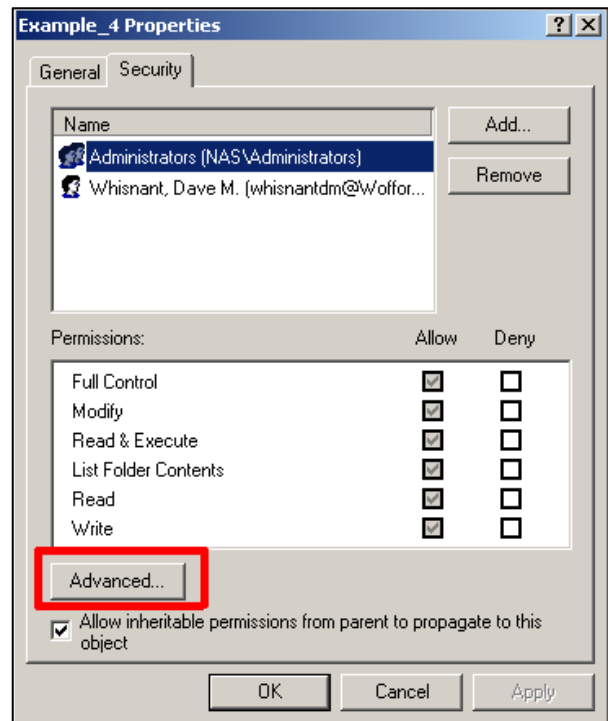 Example_4 Properties
General Security
Name
Add...
Administrators (NAS\Administrators)
Remove
Whisnant, Dave M. (whisnantdm@Woffor...
Permissions: Allow Deny
Full Control
Modify
Read & Execute
List Folder Contents
Read
Write
Advanced...
Allow inheritable permissions from parent to propagate to this
object
OK Cancel Apply